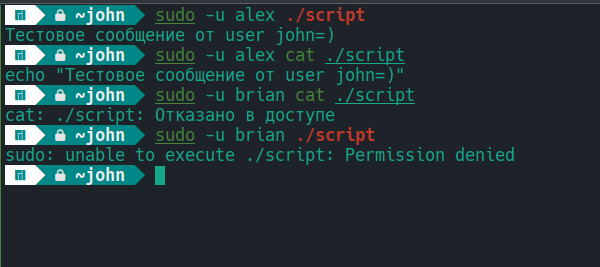 ~john sudo -u alex ./script
Тестовое сообщение от user john=)
~john sudo -u alex cat ./script
echo "Тестовое сообщение от user john=)"
~john sudo -u brian cat ./script
cat: ./script: Отказано в доступе
~john sudo -u brian ./script
sudo: unable to execute ./script: Permission denied
~john